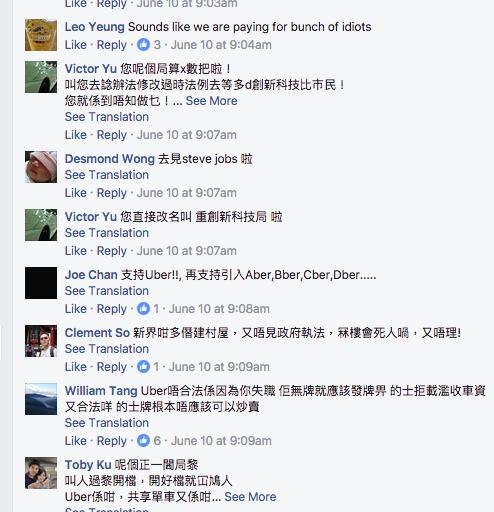 Like · Reply · June 10 at 9:03am
Leo Yeung Sounds like we are paying for bunch of idiots
Like · Reply · 3 · June 10 at 9:04am
Victor Yu 您呢個局算x數把啦！
叫您去諗辦法修改過時法例去等多d創新科技比市民！
您就係到唔知做乜！... See More
See Translation
Like · Reply · June 10 at 9:07am
Desmond Wong 去見steve jobs 啦
See Translation
Like · Reply · June 10 at 9:07am
Victor Yu 您直接改名叫 重創新科技局 啦
See Translation
Like · Reply · June 10 at 9:07am
Joe Chan 支持Uber!!, 再支持引入Aber,Bber,Cber,Dber.....
See Translation
Like · Reply · 1 · June 10 at 9:08am
Clement So 新界咁多僭建村屋，又唔見政府執法，冧樓會死人喎，又唔理!
See Translation
Like · Reply · 1 · June 10 at 9:09am
William Tang Uber唔合法係因為你失職 佢無牌就應該發牌畀 的士拒載濫收車資
又合法咩 的士牌根本唔應該可以炒賣
See Translation
Like · Reply · 6 · June 10 at 9:09am
Toby Ku 呢個正一閪局黎
叫人過黎開檔，開好檔就冚鳩人
Uber係咁，共享單車又係咁... See More
See Translation